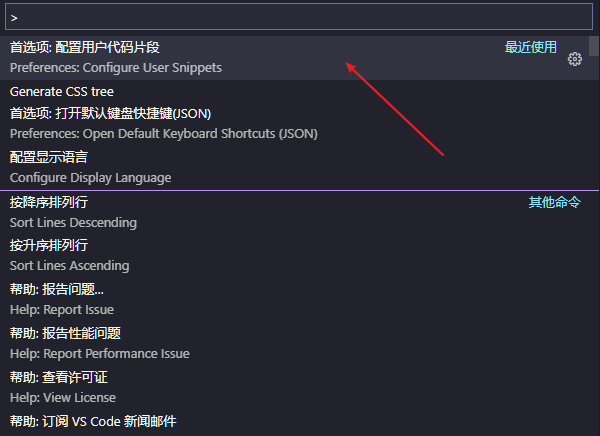 >
首选项: 配置用户代码片段 最近使用
Preferences: Configure User Snippets
Generate CSS tree
首选项: 打开默认键盘快捷键(JSON)
Preferences: Open Default Keyboard Shortcuts (JSON)
配置显示语言
Configure Display Language
按降序排列行 其他命令
Sort Lines Descending
按升序排列行
Sort Lines Ascending
帮助: 报告问题...
Help: Report Issue
帮助: 报告性能问题
Help: Report Performance Issue
帮助: 查看许可证
Help: View License
帮助: 订阅 VS Code 新闻邮件